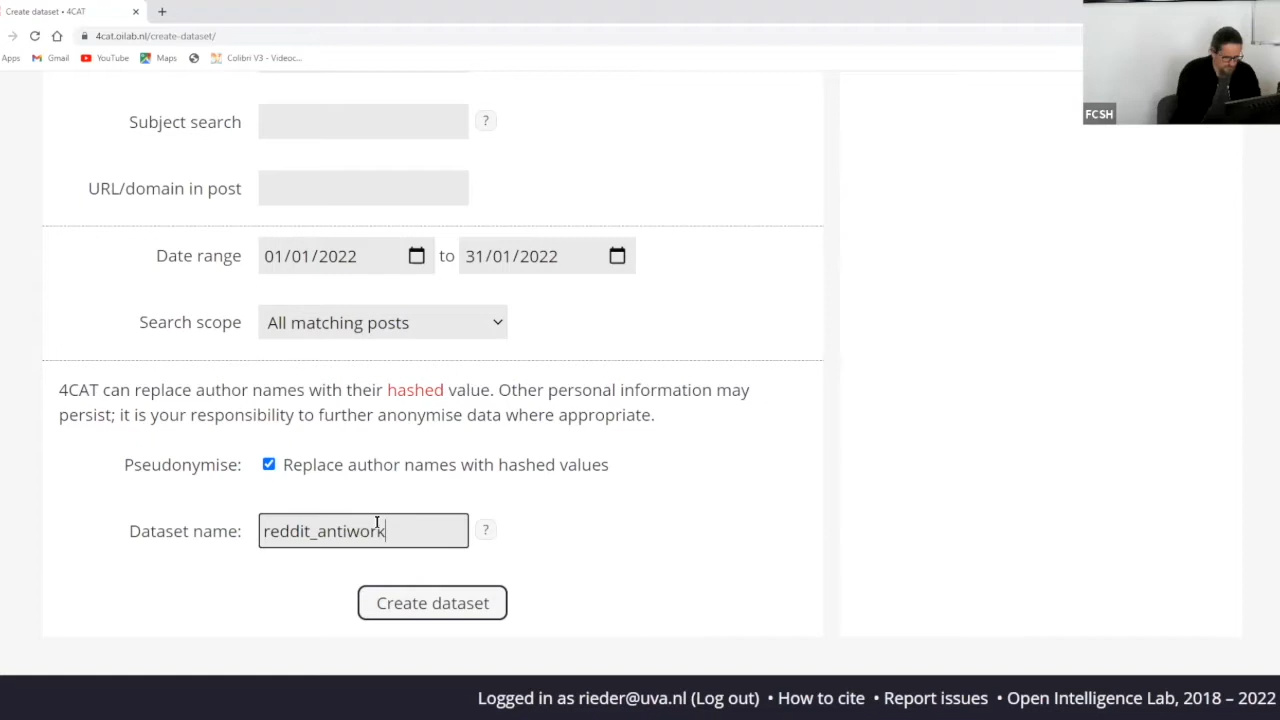 Create dataset • 4CAT
4cat.oilab.nl/create-dataset/
Apps Gmail YouTube Maps Colibri V3 - Videoc...
FCSH
Subject search ?
URL/domain in post
Date range 01/01/2022 to 31/01/2022
Search scope All matching posts
4CAT can replace author names with their hashed value. Other personal information may
persist; it is your responsibility to further anonymise data where appropriate.
Pseudonymise: Replace author names with hashed values
Dataset name: reddit_antiwork ?
Create dataset
Logged in as rieder@uva.nl (Log out) • How to cite • Report issues • Open Intelligence Lab, 2018 – 2022